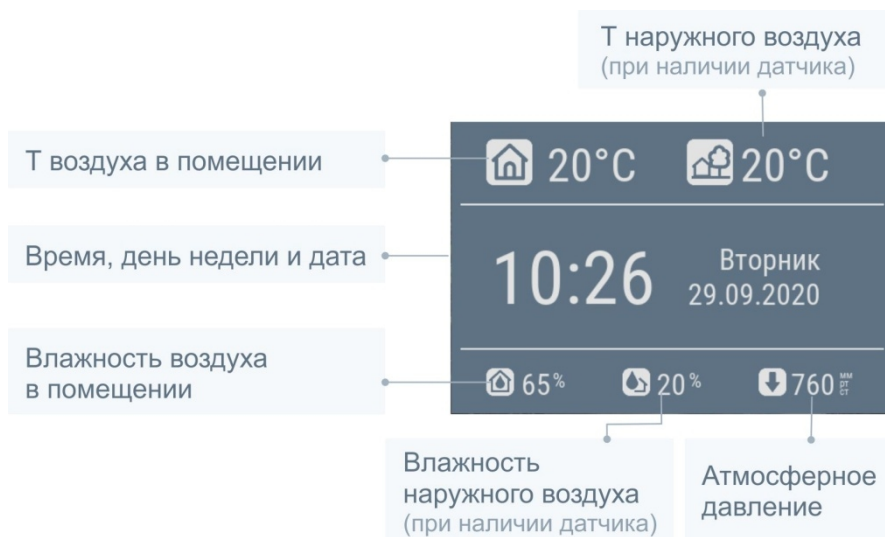 Т наружного воздуха
(при наличии датчика)
Т воздуха в помещении
20°C 20°C
Время, день недели и дата
10:26
Вторник
29.09.2020
Влажность воздуха
в помещении
65% 20% 760 мм рт ст
Влажность
наружного воздуха
(при наличии датчика)
Атмосферное
давление